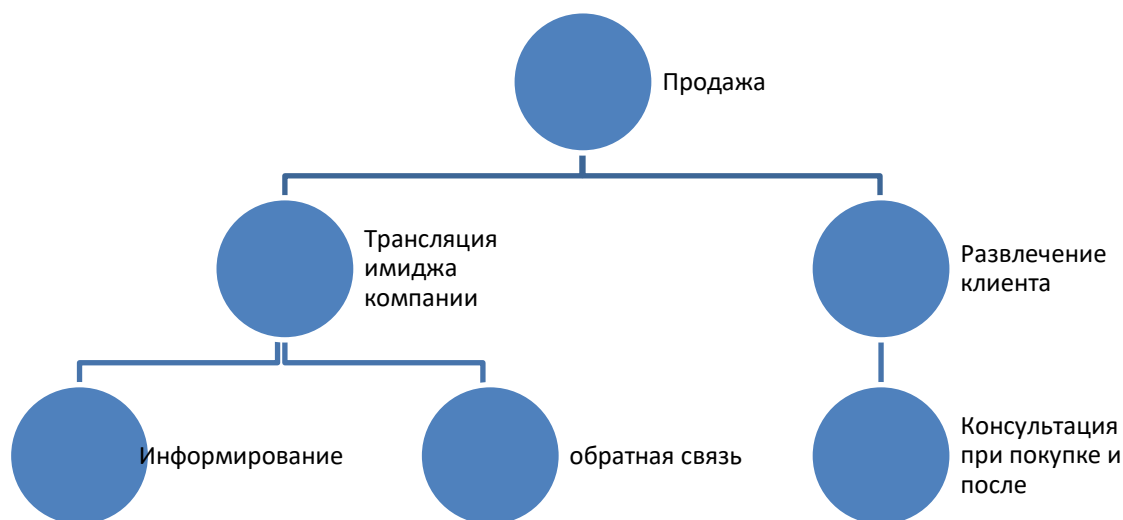 Продажа
Трансляция
имиджа
компании
Развлечение
клиента
Информирование
обратная связь
Консультация
при покупке и
после